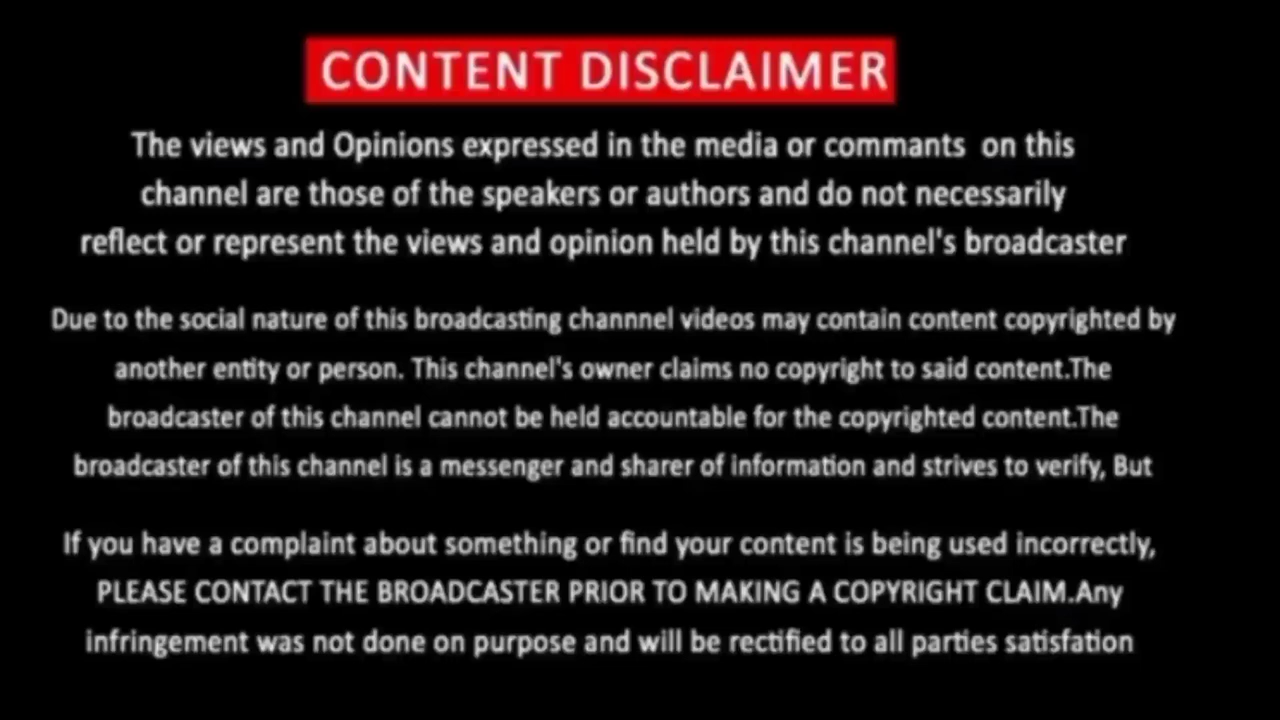 CONTENT DISCLAIMER
The views and Opinions expressed in the media or commants on this
channel are those of the speakers or authors and do not necessarily
reflect or represent the views and opinion held by this channel's broadcaster
Due to the social nature of this broadcasting channnel videos may contain content copyrighted by
another entity or person. This channel's owner claims no copyright to said content.The
broadcaster of this channel cannot be held accountable for the copyrighted content.The
broadcaster of this channel is a messenger and sharer of information and strives to verify, But
If you have a complaint about something or find your content is being used incorrectly,
PLEASE CONTACT THE BROADCASTER PRIOR TO MAKING A COPYRIGHT CLAIM.Any
infringement was not done on purpose and will be rectified to all parties satisfation